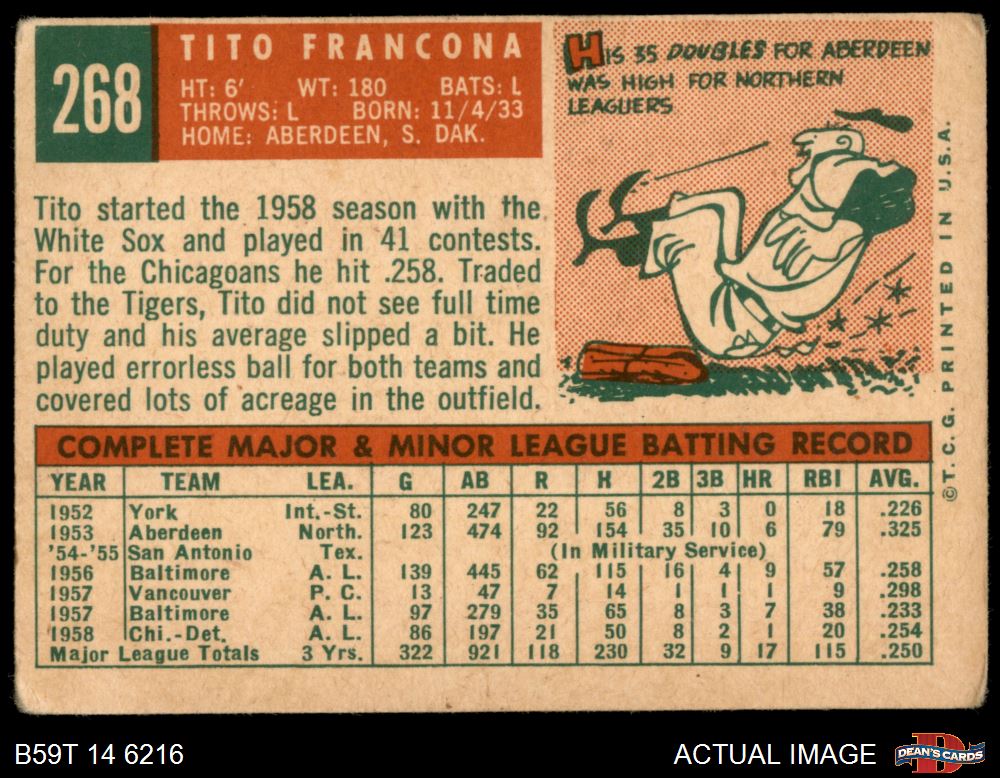 268
TITO FRANCONA
HT: 6' WT: 180 BATS: L
THROWS: L BORN: 11/4/33
HOME: ABERDEEN, S. DAK.
HIS 35 DOUBLES FOR ABERDEEN
WAS HIGH FOR NORTHERN
LEAGUERS
Tito started the 1958 season with the
White Sox and played in 41 contests.
For the Chicagoans he hit .258. Traded
to the Tigers, Tito did not see full time
duty and his average slipped a bit. He
played errorless ball for both teams and
covered lots of acreage in the outfield.
©T.C.G. PRINTED IN U.S.A.
COMPLETE MAJOR & MINOR LEAGUE BATTING RECORD
YEAR TEAM LEA. G AB R H 2B 3B HR RBI AVG.
1952 York Int.-St. 80 247 22 56 8 3 0 18 .226
1953 Aberdeen North. 123 474 92 154 35 10 6 79 .325
'54-'55 San Antonio Tex. (In Military Service)
1956 Baltimore A. L. 139 445 62 115 16 4 9 57 .258
1957 Vancouver P. C. 13 47 7 14 1 1 1 9 .298
1957 Baltimore A. L. 97 279 35 65 8 3 7 38 .233
1958 Chi.-Det. A. L. 86 197 21 50 8 2 1 20 .254
Major League Totals 3 Yrs. 322 921 118 230 32 9 17 115 .250
B59T 14 6216
ACTUAL IMAGE
DEAN'S CARDS